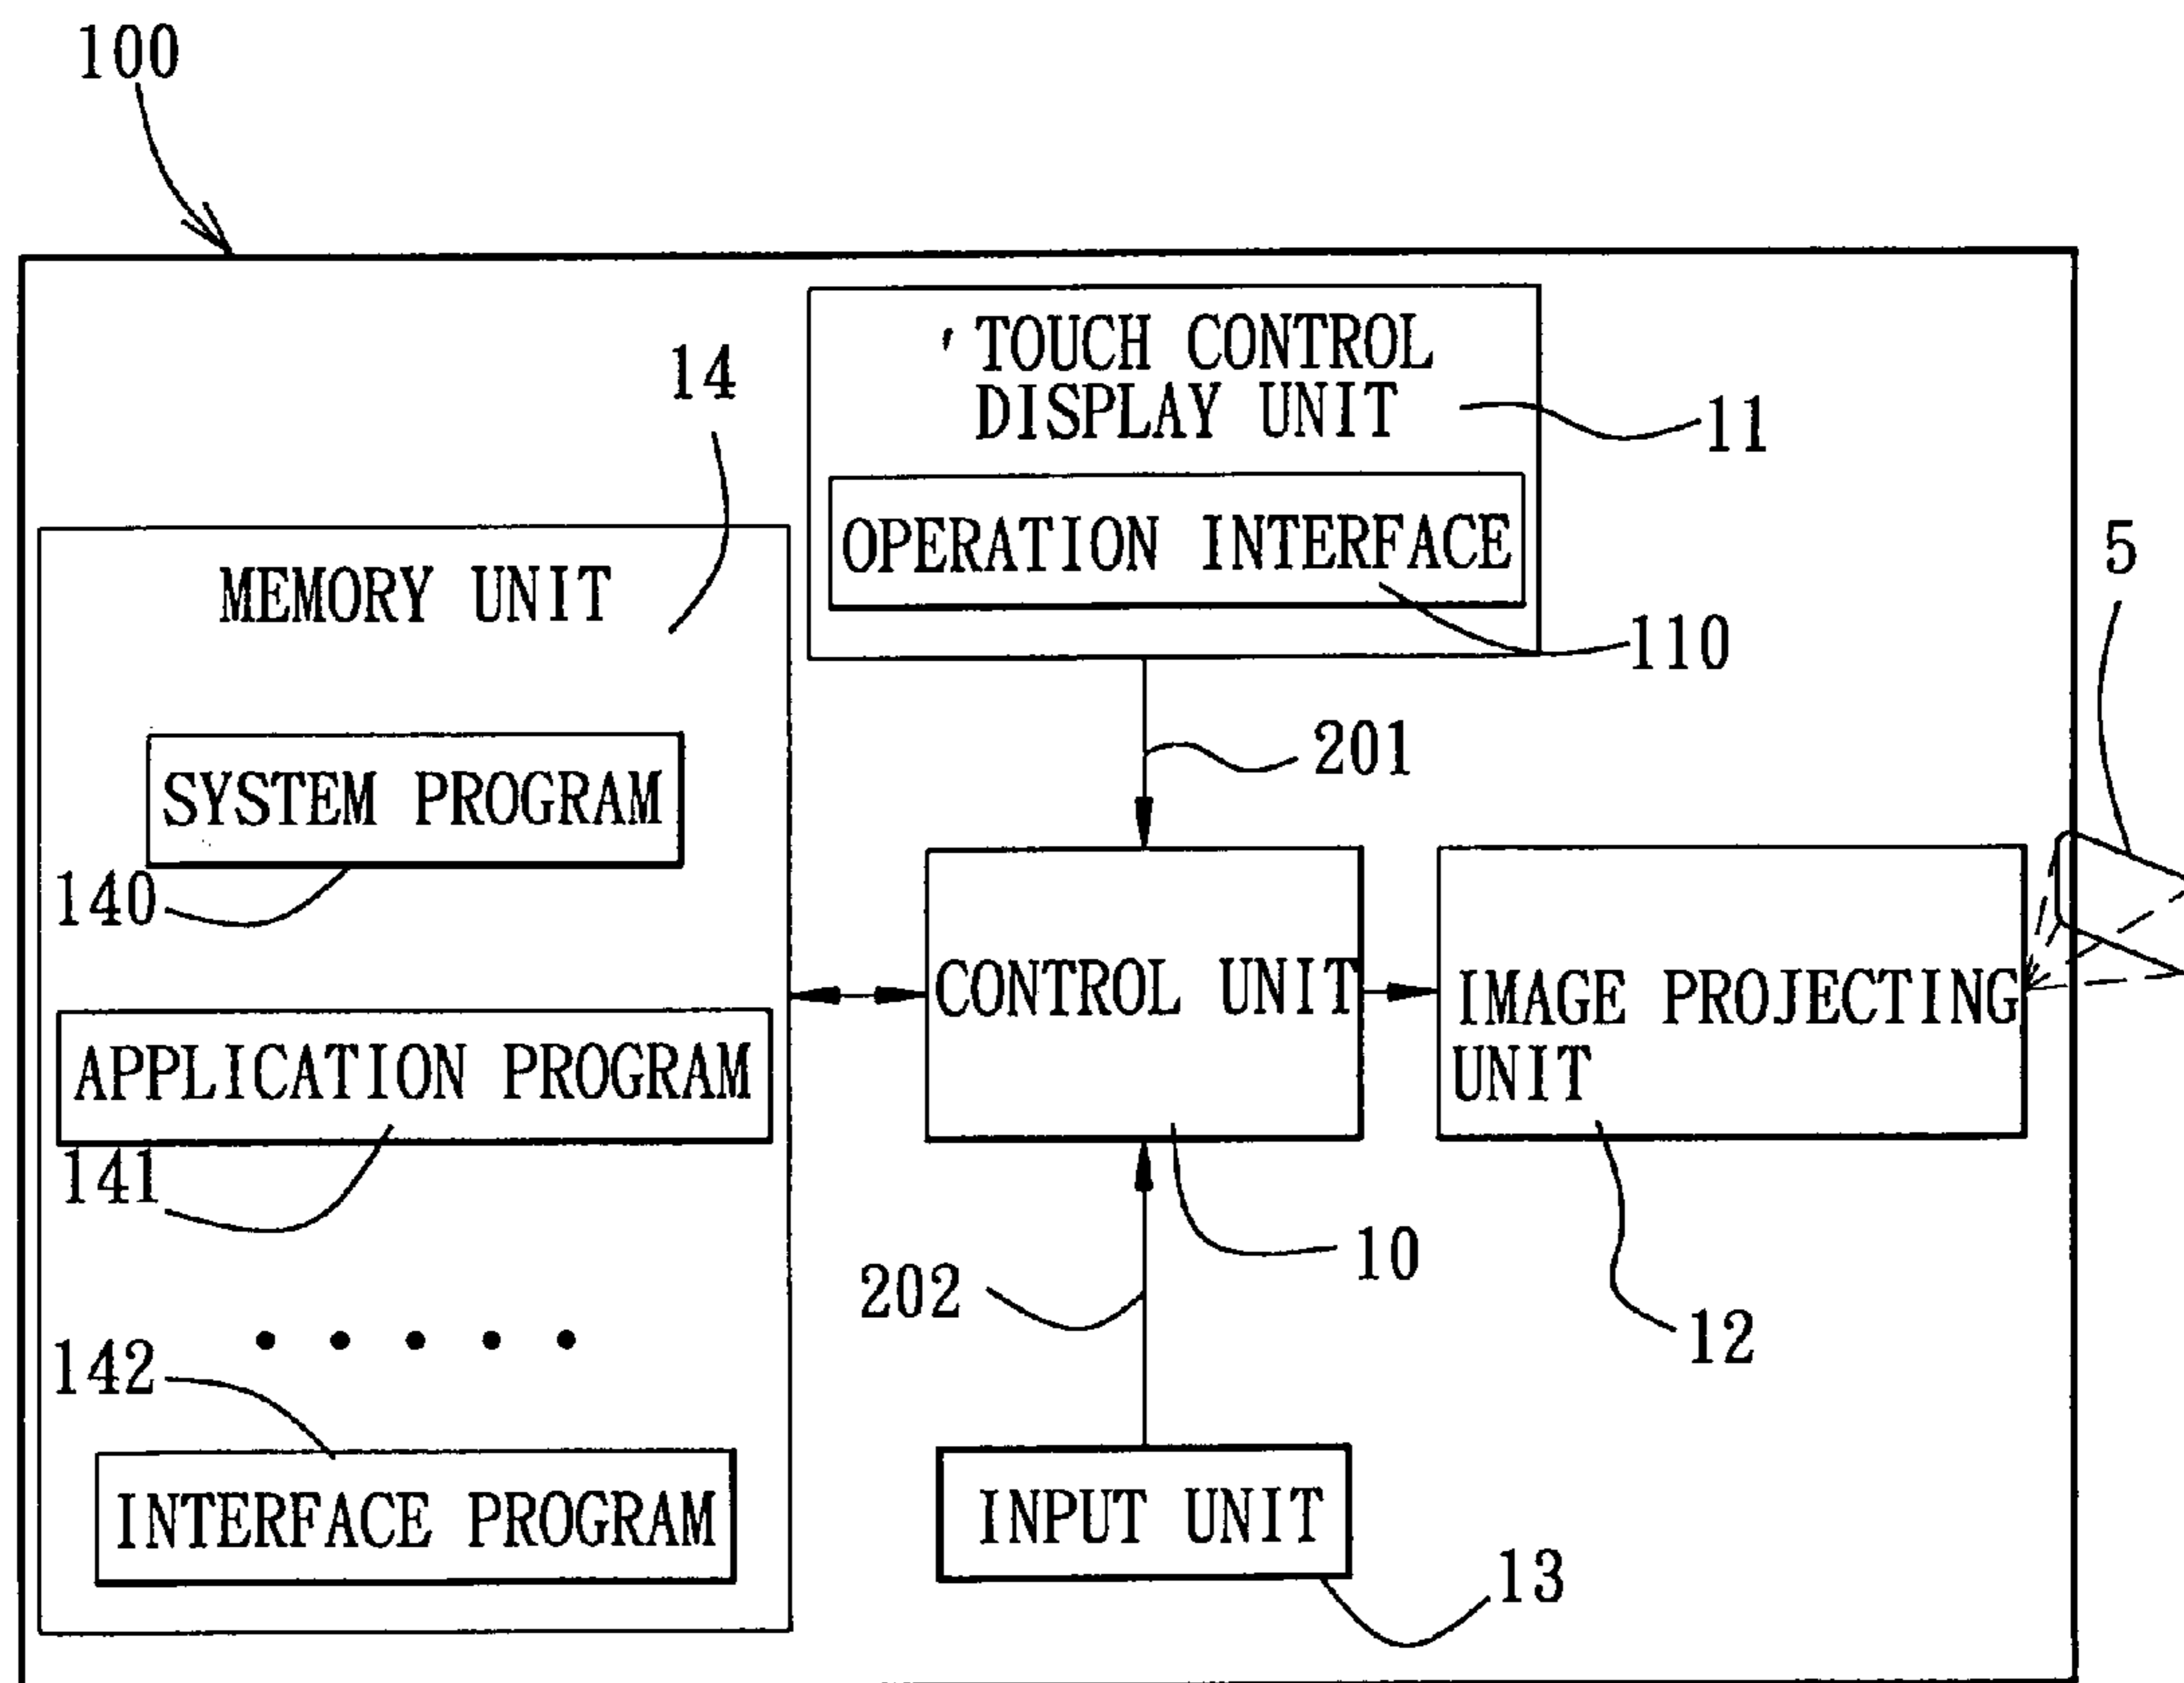 100
TOUCH CONTROL
DISPLAY UNIT
14
11
OPERATION INTERFACE
110
5
MEMORY UNIT
201
SYSTEM PROGRAM
140
CONTROL UNIT
IMAGE PROJECTING
UNIT
APPLICATION PROGRAM
141
10
202
12
142
INTERFACE PROGRAM
INPUT UNIT
13